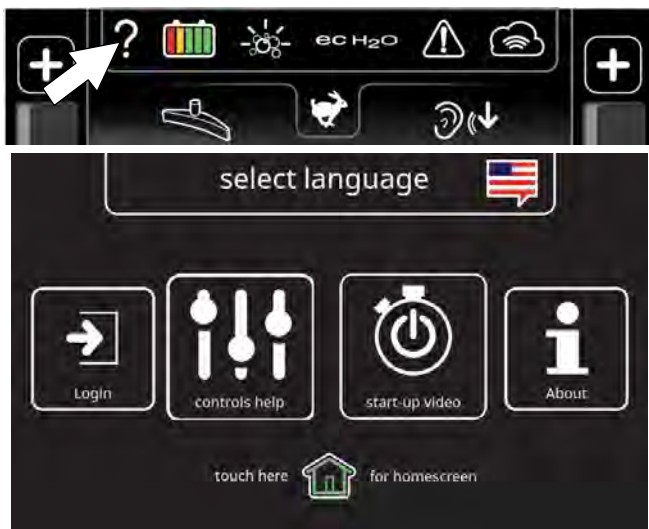 ?
ec H2O
select language
Login
controls help
start-up video
About
touch here for homescreen